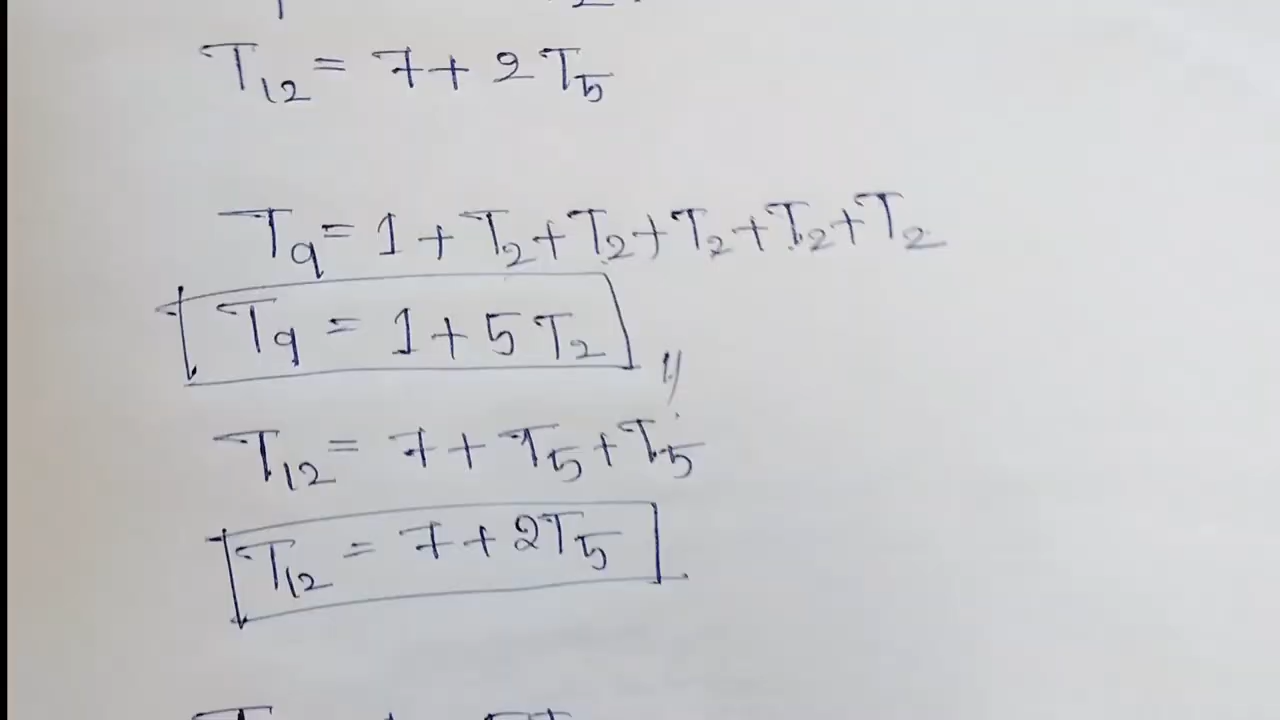 T₁₂ = 7 + 2T₅
T₉ = 1 + T₂ + T₂ + T₂ + T₂ + T₂
T₉ = 1 + 5T₂
T₁₂ = 7 + T₅ + T₅
T₁₂ = 7 + 2T₅